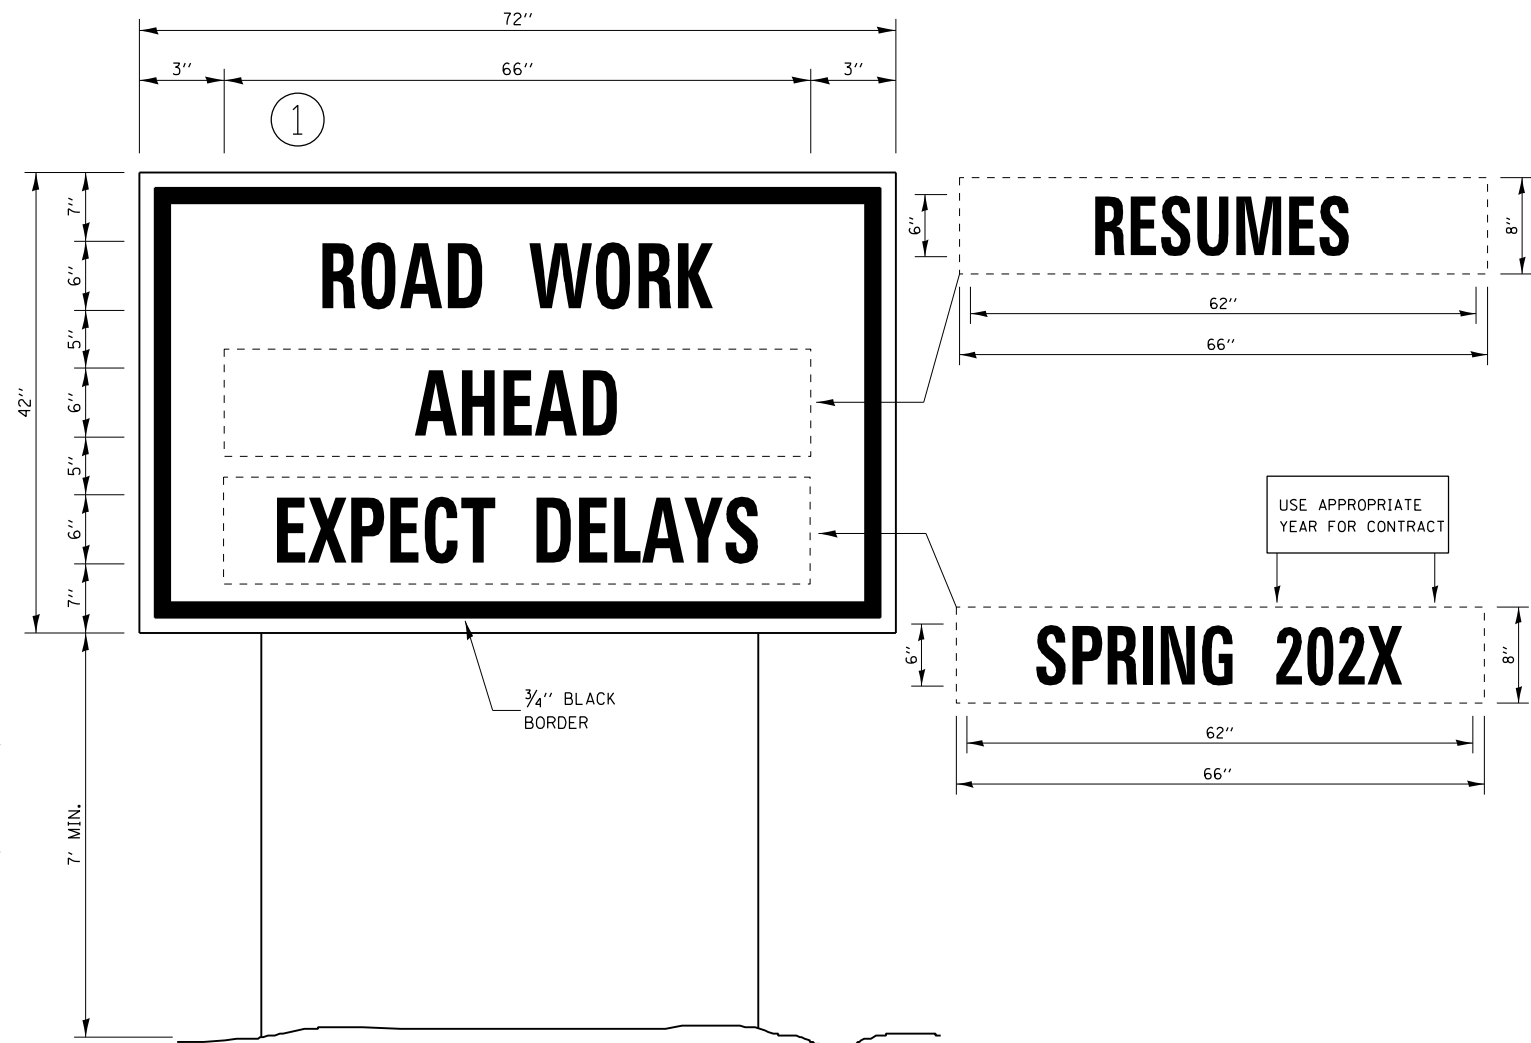 72''
3'' 66'' 3''
1
42''
7''
6''
5''
6''
5''
6''
7''
7' MIN.
ROAD WORK
AHEAD
EXPECT DELAYS
3/4'' BLACK
BORDER
6''
RESUMES
8''
62''
66''
USE APPROPRIATE
YEAR FOR CONTRACT
6''
SPRING 202X
8''
62''
66''